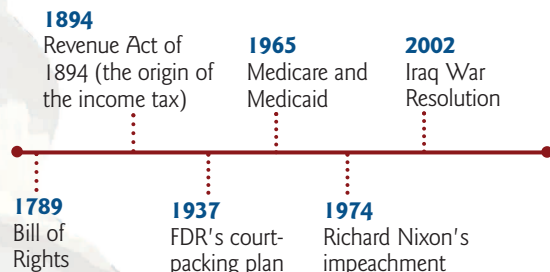 1894
Revenue Act of
1894 (the origin of
the income tax)
1965
Medicare and
Medicaid
2002
Iraq War
Resolution
1789
Bill of
Rights
1937
FDR's court-
packing plan
1974
Richard Nixon's
impeachment